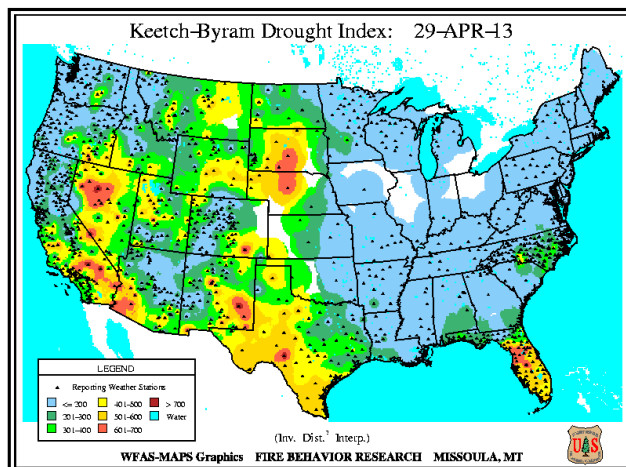 Keetch-Byram Drought Index: 29-APR-13
LEGEND
Reporting Weather Stations
<= 200
401-500
> 700
201-300
501-600
Water
301-400
601-700
(Inv. Dist.² Interp.)
WFAS-MAPS Graphics FIRE BEHAVIOR RESEARCH MISSOULA, MT
U S